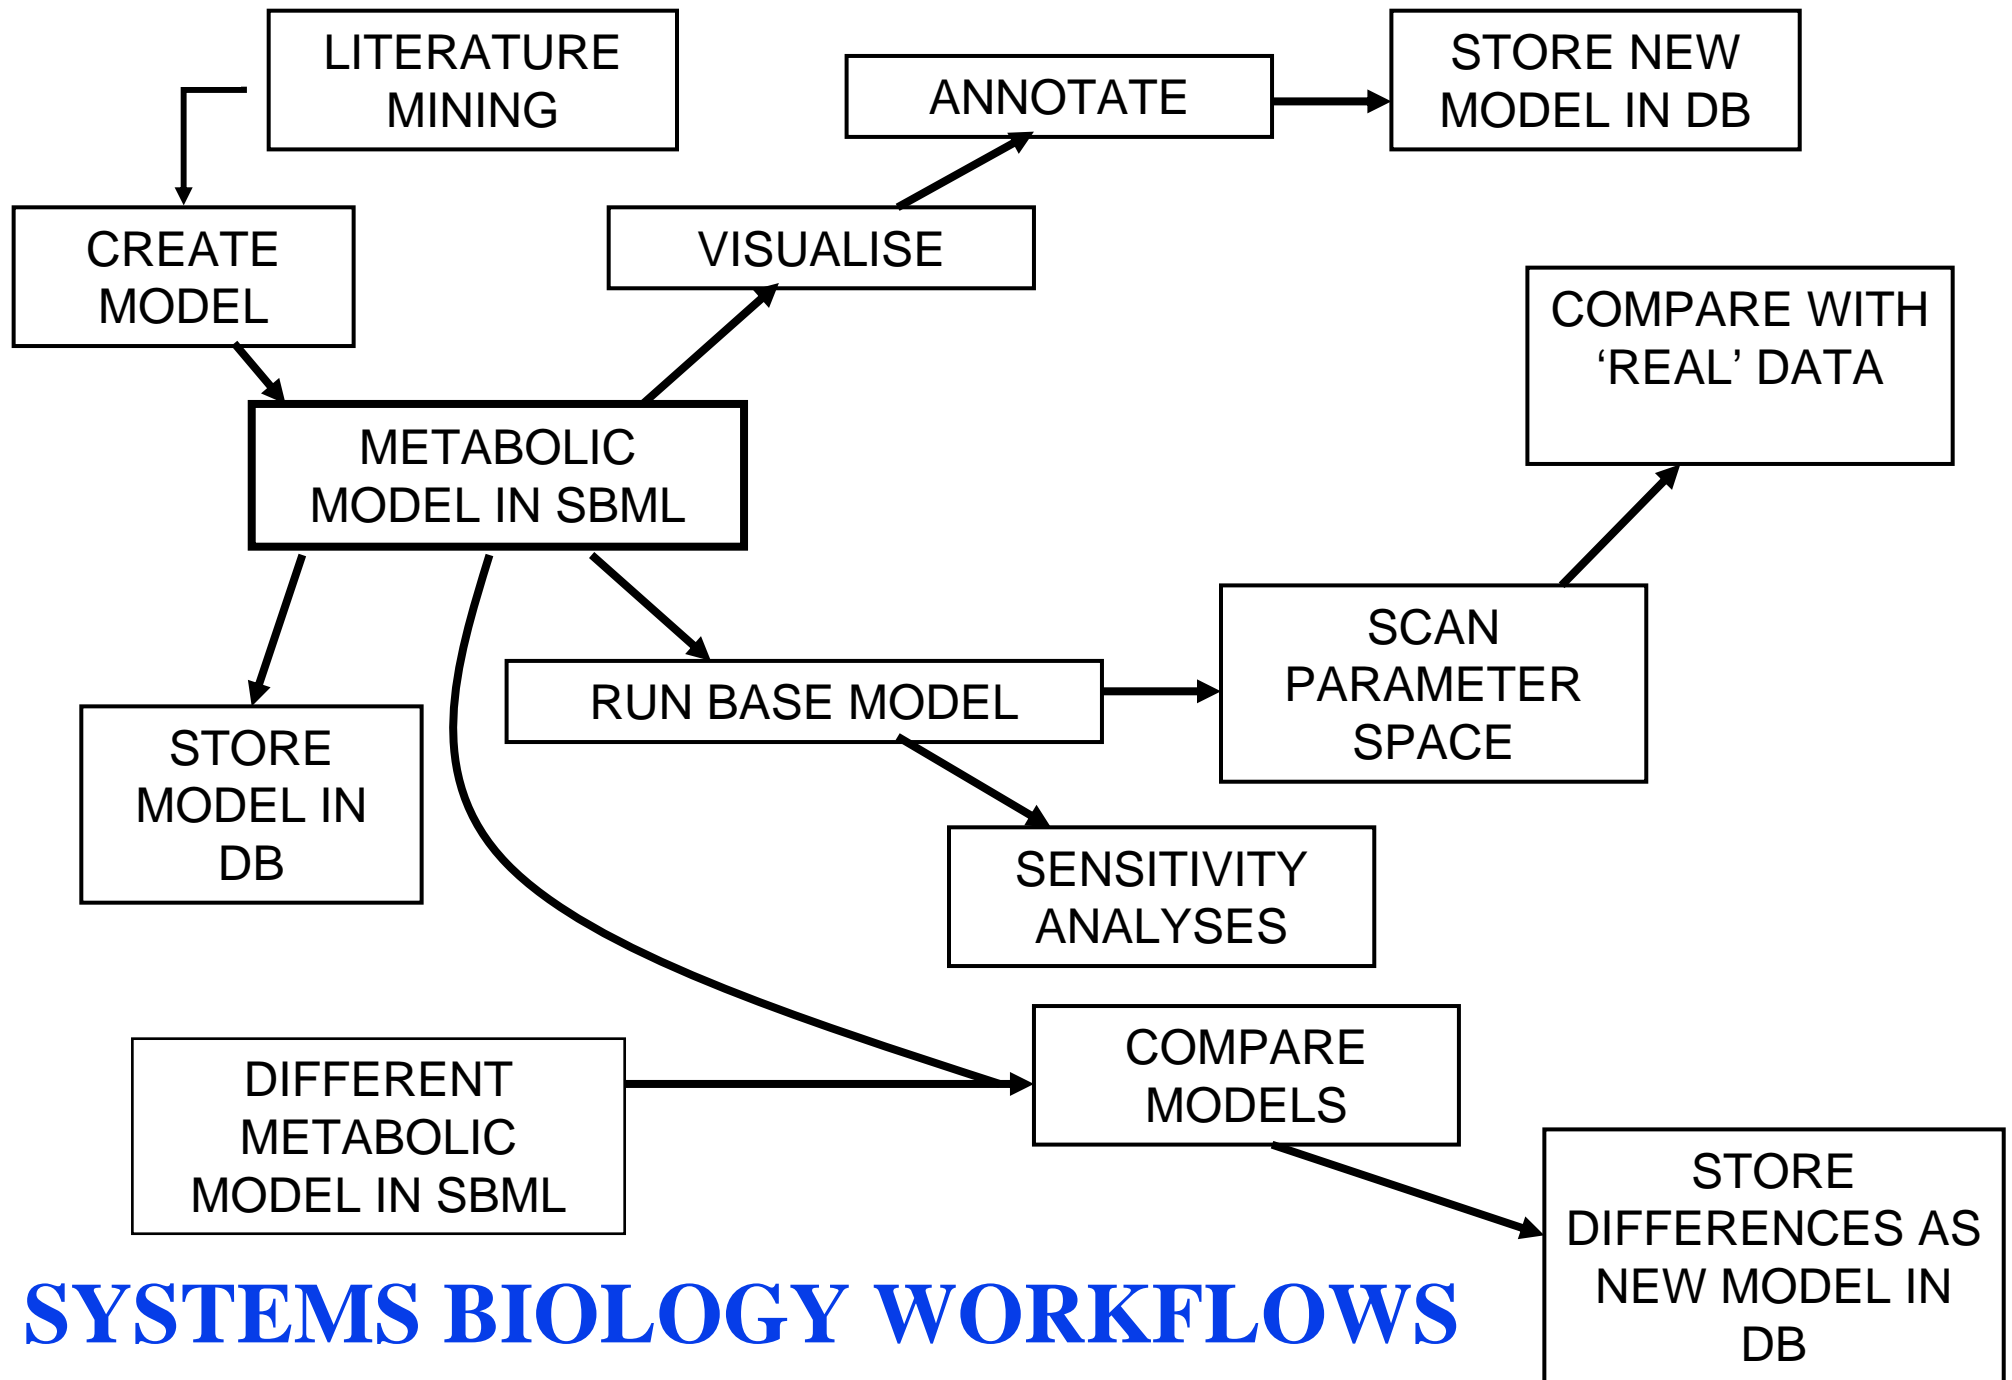 LITERATURE
MINING
ANNOTATE
STORE NEW
MODEL IN DB
CREATE
MODEL
VISUALISE
COMPARE WITH
‘REAL’ DATA
METABOLIC
MODEL IN SBML
SCAN
PARAMETER
SPACE
RUN BASE MODEL
STORE
MODEL IN
DB
SENSITIVITY
ANALYSES
COMPARE
MODELS
DIFFERENT
METABOLIC
MODEL IN SBML
STORE
DIFFERENCES AS
NEW MODEL IN
DB
SYSTEMS BIOLOGY WORKFLOWS